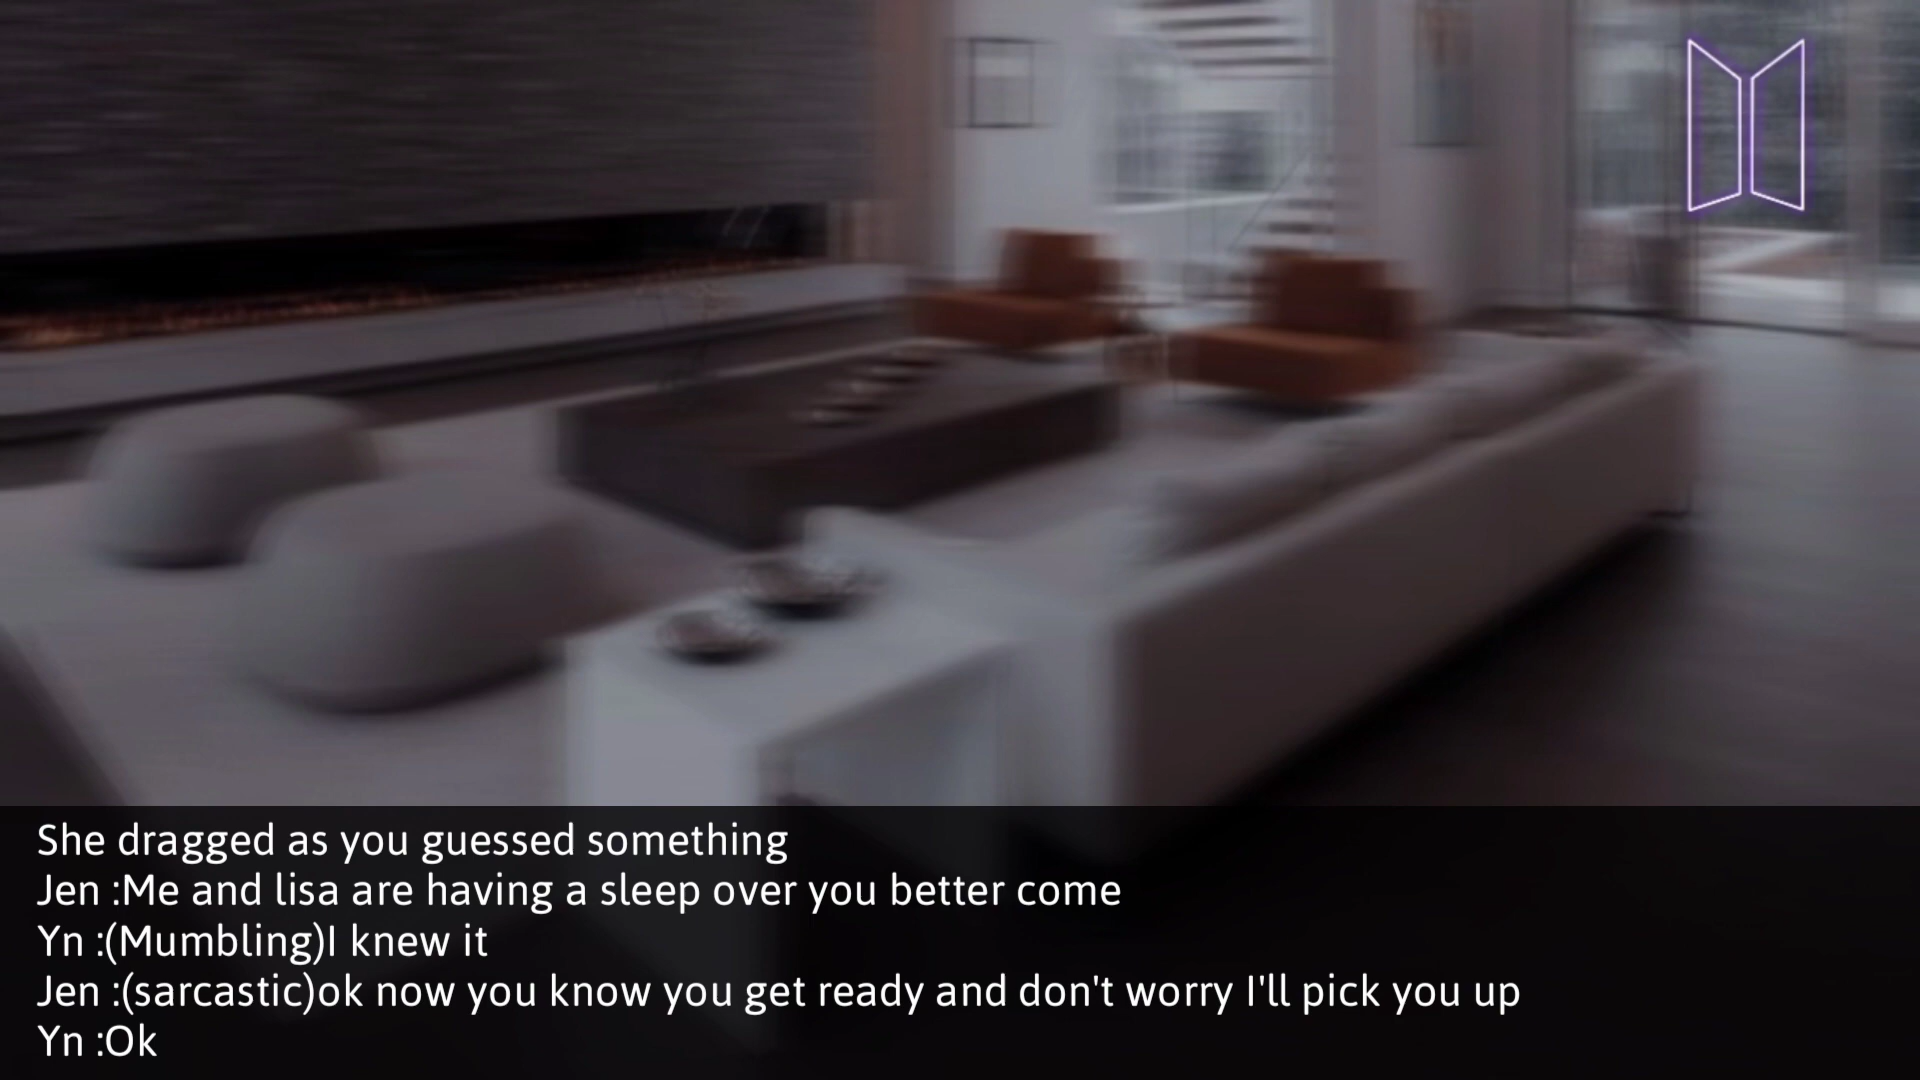 She dragged as you guessed something
Jen :Me and lisa are having a sleep over you better come
Yn :(Mumbling)I knew it
Jen :(sarcastic)ok now you know you get ready and don't worry I'll pick you up
Yn :Ok